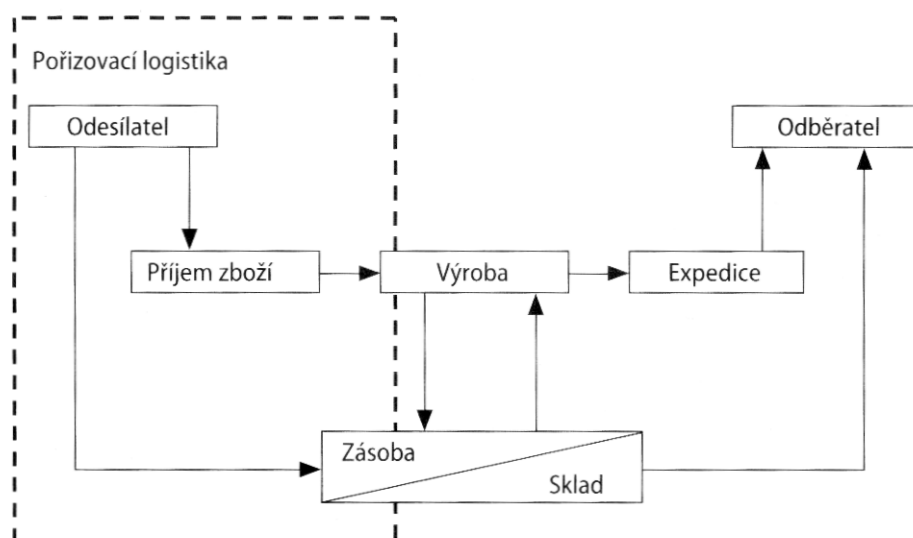 Pořizovací logistika
Odesílatel
Odběratel
Příjem zboží
Výroba
Expedice
Zásoba
Sklad